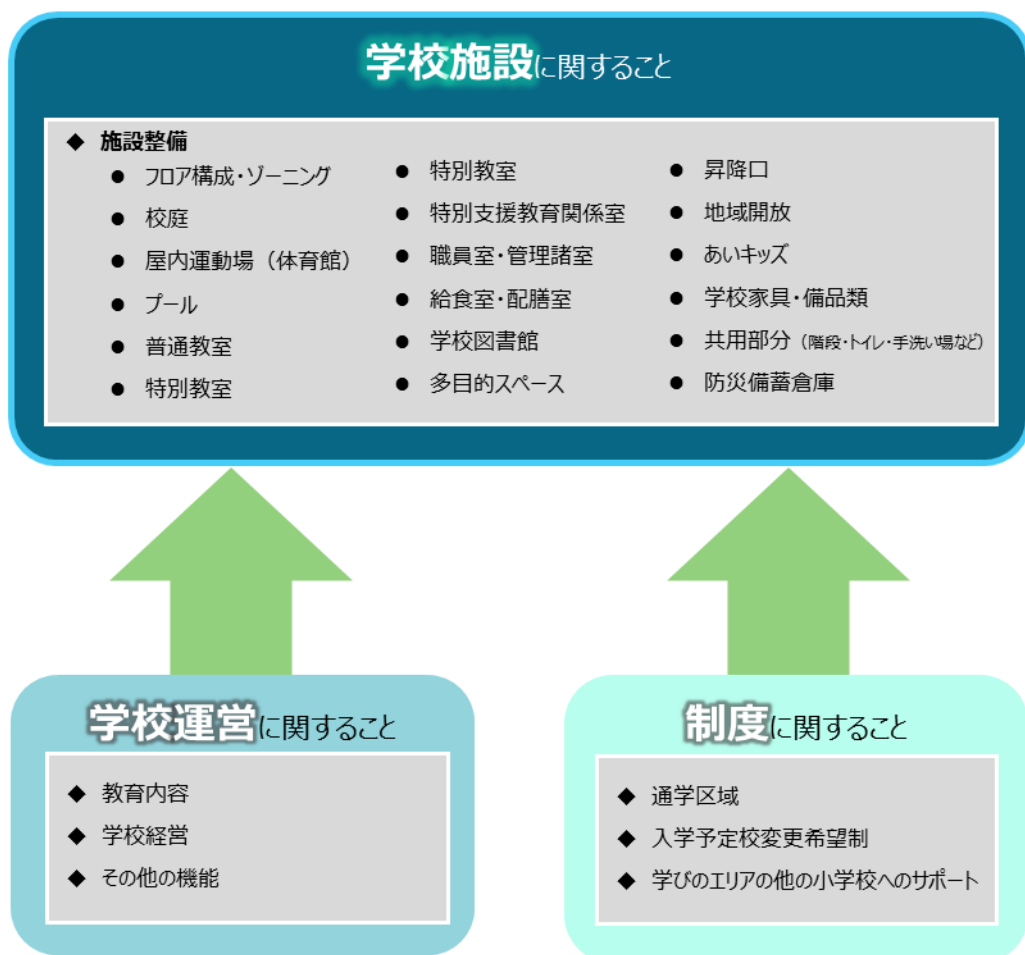 学校施設に関すること
◆ 施設整備
● フロア構成・ゾーニング
● 校庭
● 屋内運動場（体育館）
● プール
● 普通教室
● 特別教室
● 特別教室
● 特別支援教育関係室
● 職員室・管理諸室
● 給食室・配膳室
● 学校図書館
● 多目的スペース
● 昇降口
● 地域開放
● あいキッズ
● 学校家具・備品類
● 共用部分（階段・トイレ・手洗い場など）
● 防災備蓄倉庫
学校運営に関すること
◆ 教育内容
◆ 学校経営
◆ その他の機能
制度に関すること
◆ 通学区域
◆ 入学予定校変更希望制
◆ 学びのエリアの他の小学校へのサポート